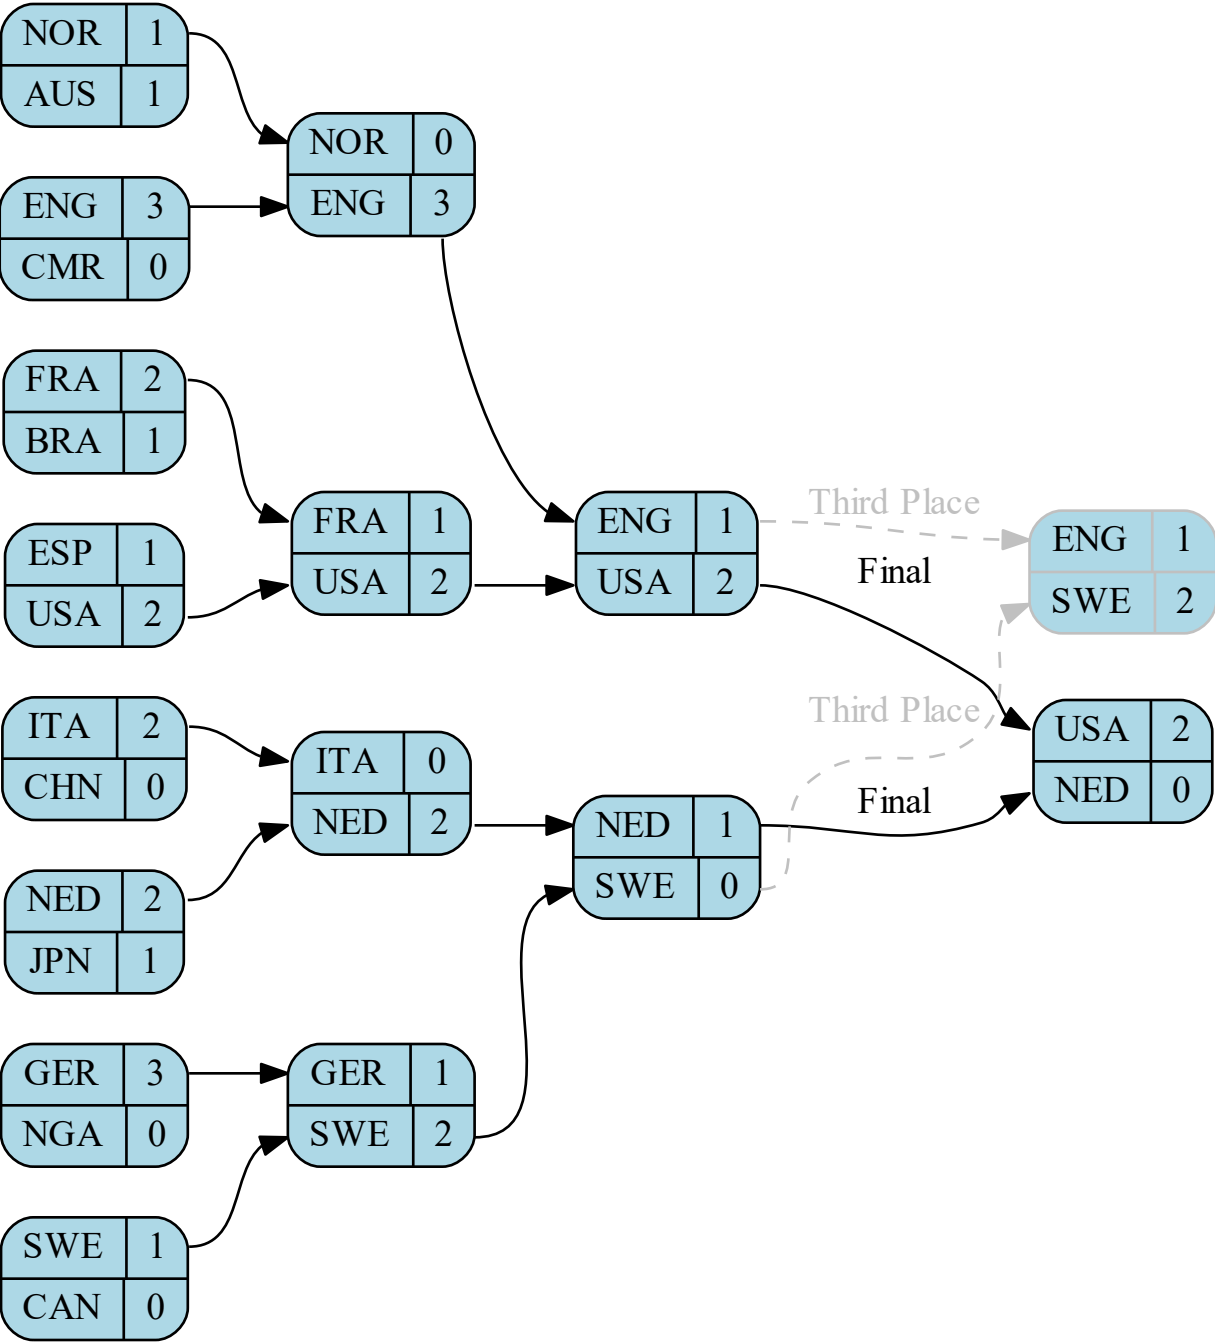 NOR 1
AUS 1
ENG 3
CMR 0
FRA 2
BRA 1
ESP 1
USA 2
ITA 2
CHN 0
NED 2
JPN 1
GER 3
NGA 0
SWE 1
CAN 0
NOR 0
ENG 3
FRA 1
USA 2
ITA 0
NED 2
GER 1
SWE 2
ENG 1
USA 2
NED 1
SWE 0
Third Place
Final
Third Place
Final
ENG 1
SWE 2
USA 2
NED 0